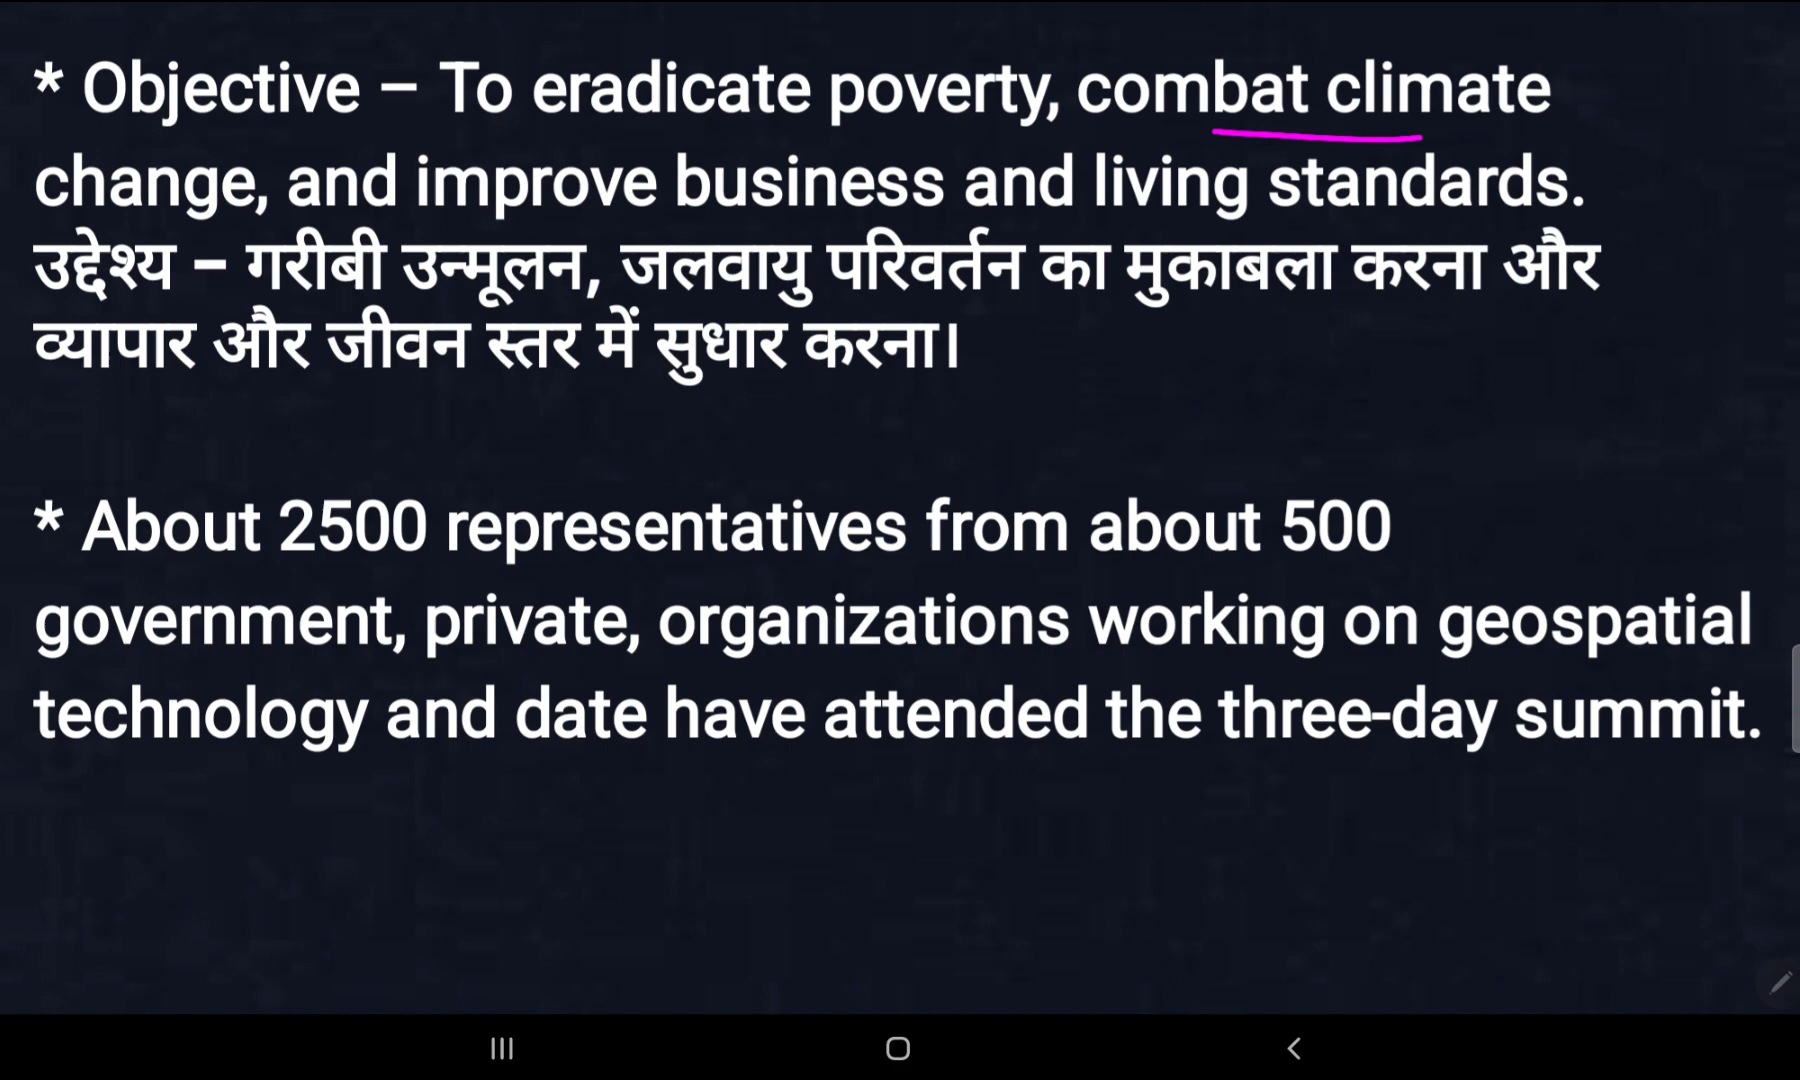 * Objective – To eradicate poverty, combat climate
change, and improve business and living standards.
उद्देश्य – गरीबी उन्मूलन, जलवायु परिवर्तन का मुकाबला करना और
व्यापार और जीवन स्तर में सुधार करना।
* About 2500 representatives from about 500
government, private, organizations working on geospatial
technology and date have attended the three-day summit.